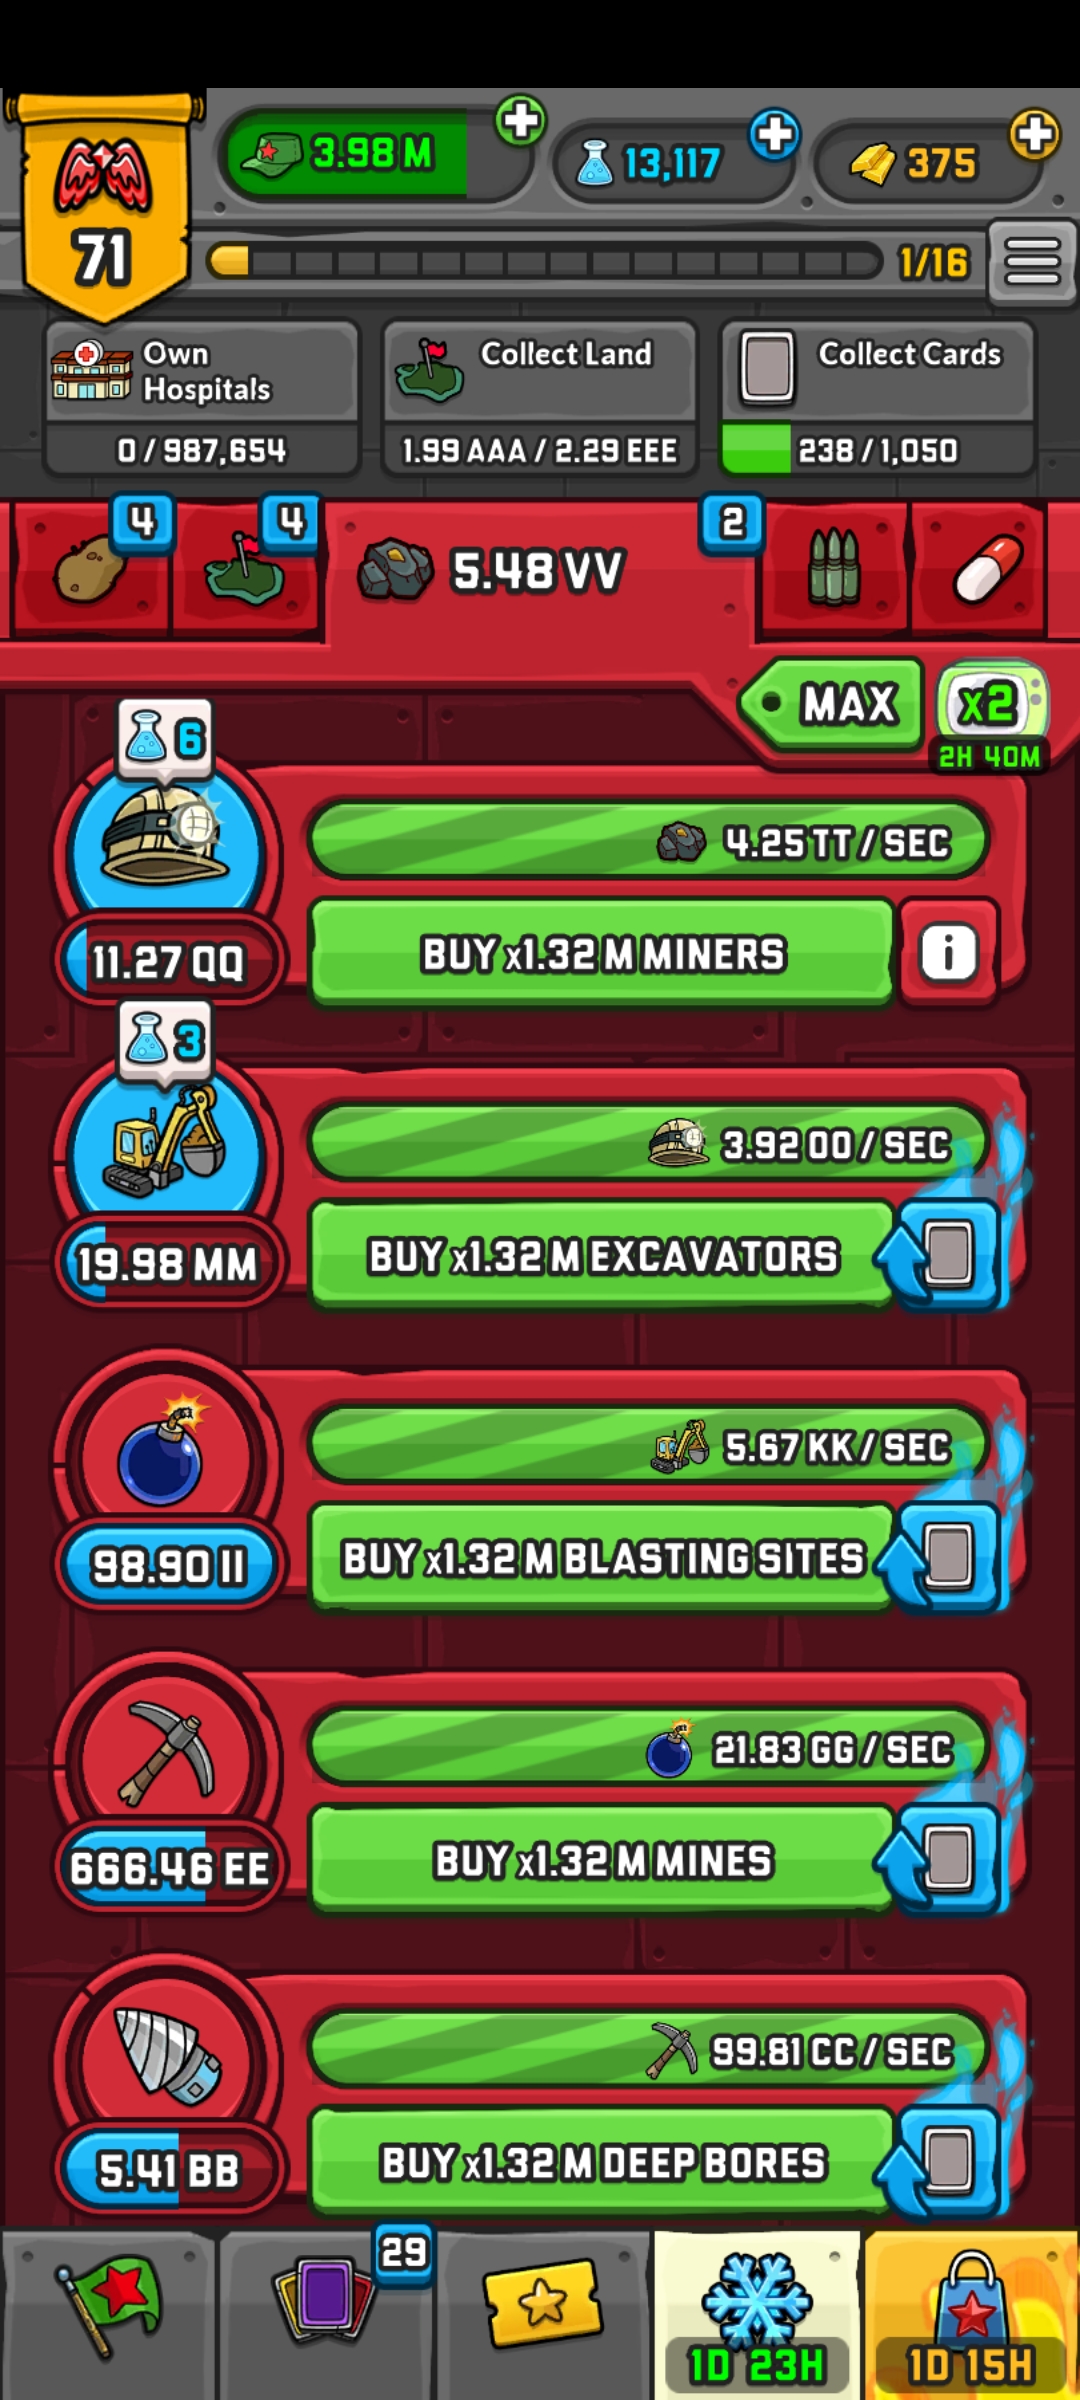 3.98 M
13,117
375
71
1/16
Own
Hospitals
0 / 987,654
Collect Land
1.99 AAA / 2.29 EEE
Collect Cards
238 / 1,050
4
4
5.48 VV
2
MAX
x2
2H 40M
6
4.25 TT / SEC
11.27 QQ
BUY x1.32 M MINERS
i
3
3.92 OO / SEC
19.98 MM
BUY x1.32 M EXCAVATORS
5.67 KK / SEC
98.90 II
BUY x1.32 M BLASTING SITES
21.83 GG / SEC
666.46 EE
BUY x1.32 M MINES
99.81 CC / SEC
5.41 BB
BUY x1.32 M DEEP BORES
29
1D 23H
1D 15H